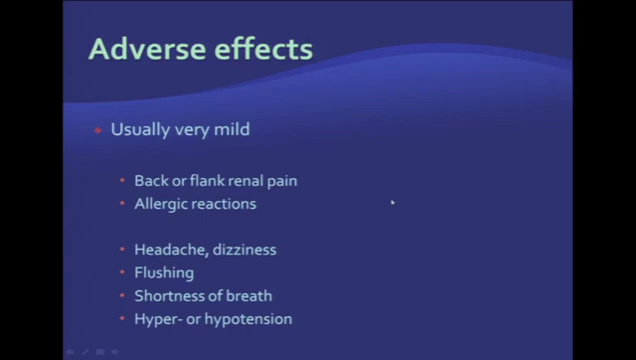 Adverse effects
Usually very mild
Back or flank renal pain
Allergic reactions
Headache, dizziness
Flushing
Shortness of breath
Hyper- or hypotension